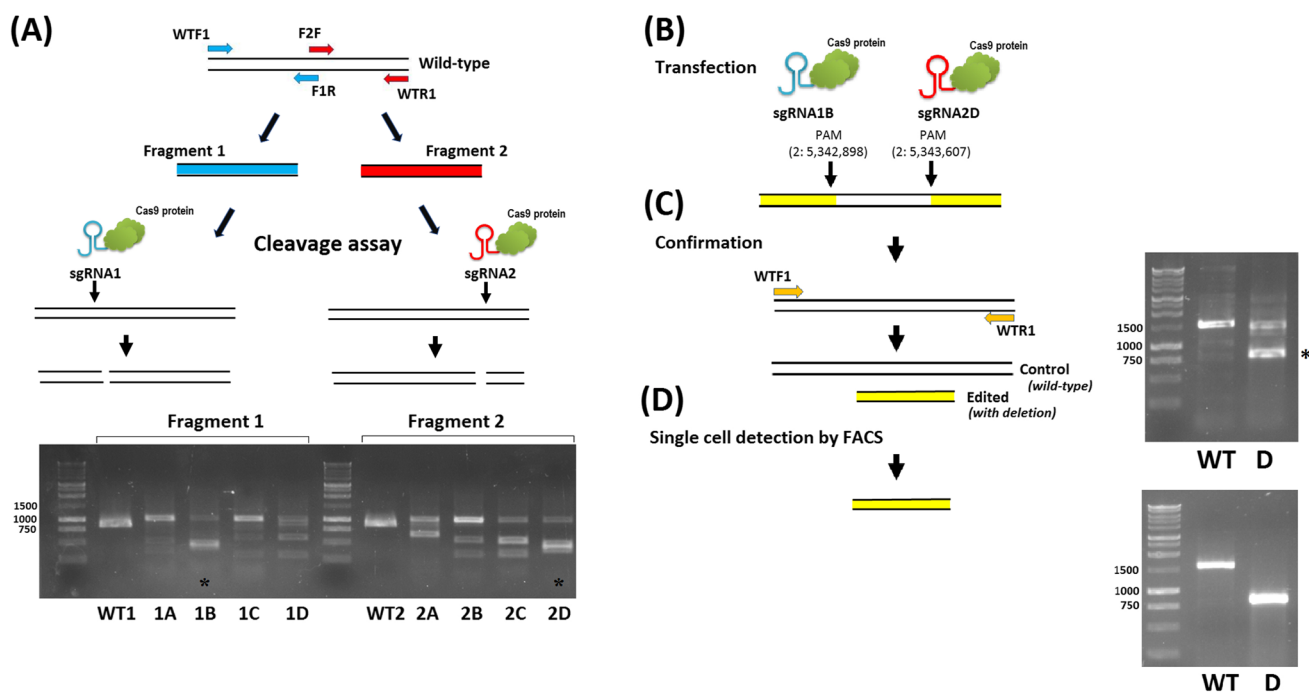 (A)
WTF1
F2F
Wild-type
F1R
WTR1
Fragment 1
Fragment 2
Cas9 protein
Cas9 protein
Cleavage assay
sgRNA1
sgRNA2
Fragment 1
Fragment 2
1500
1000
750
*
*
WT1 1A 1B 1C 1D WT2 2A 2B 2C 2D
(B)
Transfection
Cas9 protein
Cas9 protein
sgRNA1B
sgRNA2D
PAM
(2: 5,342,898)
PAM
(2: 5,343,607)
(C)
Confirmation
WTF1
WTR1
Control
(wild-type)
Edited
(with deletion)
1500
1000
750
*
WT D
(D)
Single cell detection by FACS
1500
1000
750
WT D